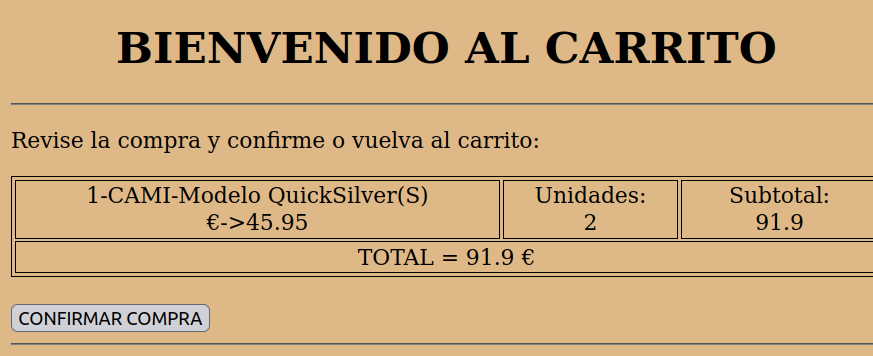 BIENVENIDO AL CARRITO
Revise la compra y confirme o vuelva al carrito:
1-CAMI-Modelo QuickSilver(S) Unidades: Subtotal:
€->45.95 2 91.9
TOTAL = 91.9 €
CONFIRMAR COMPRA